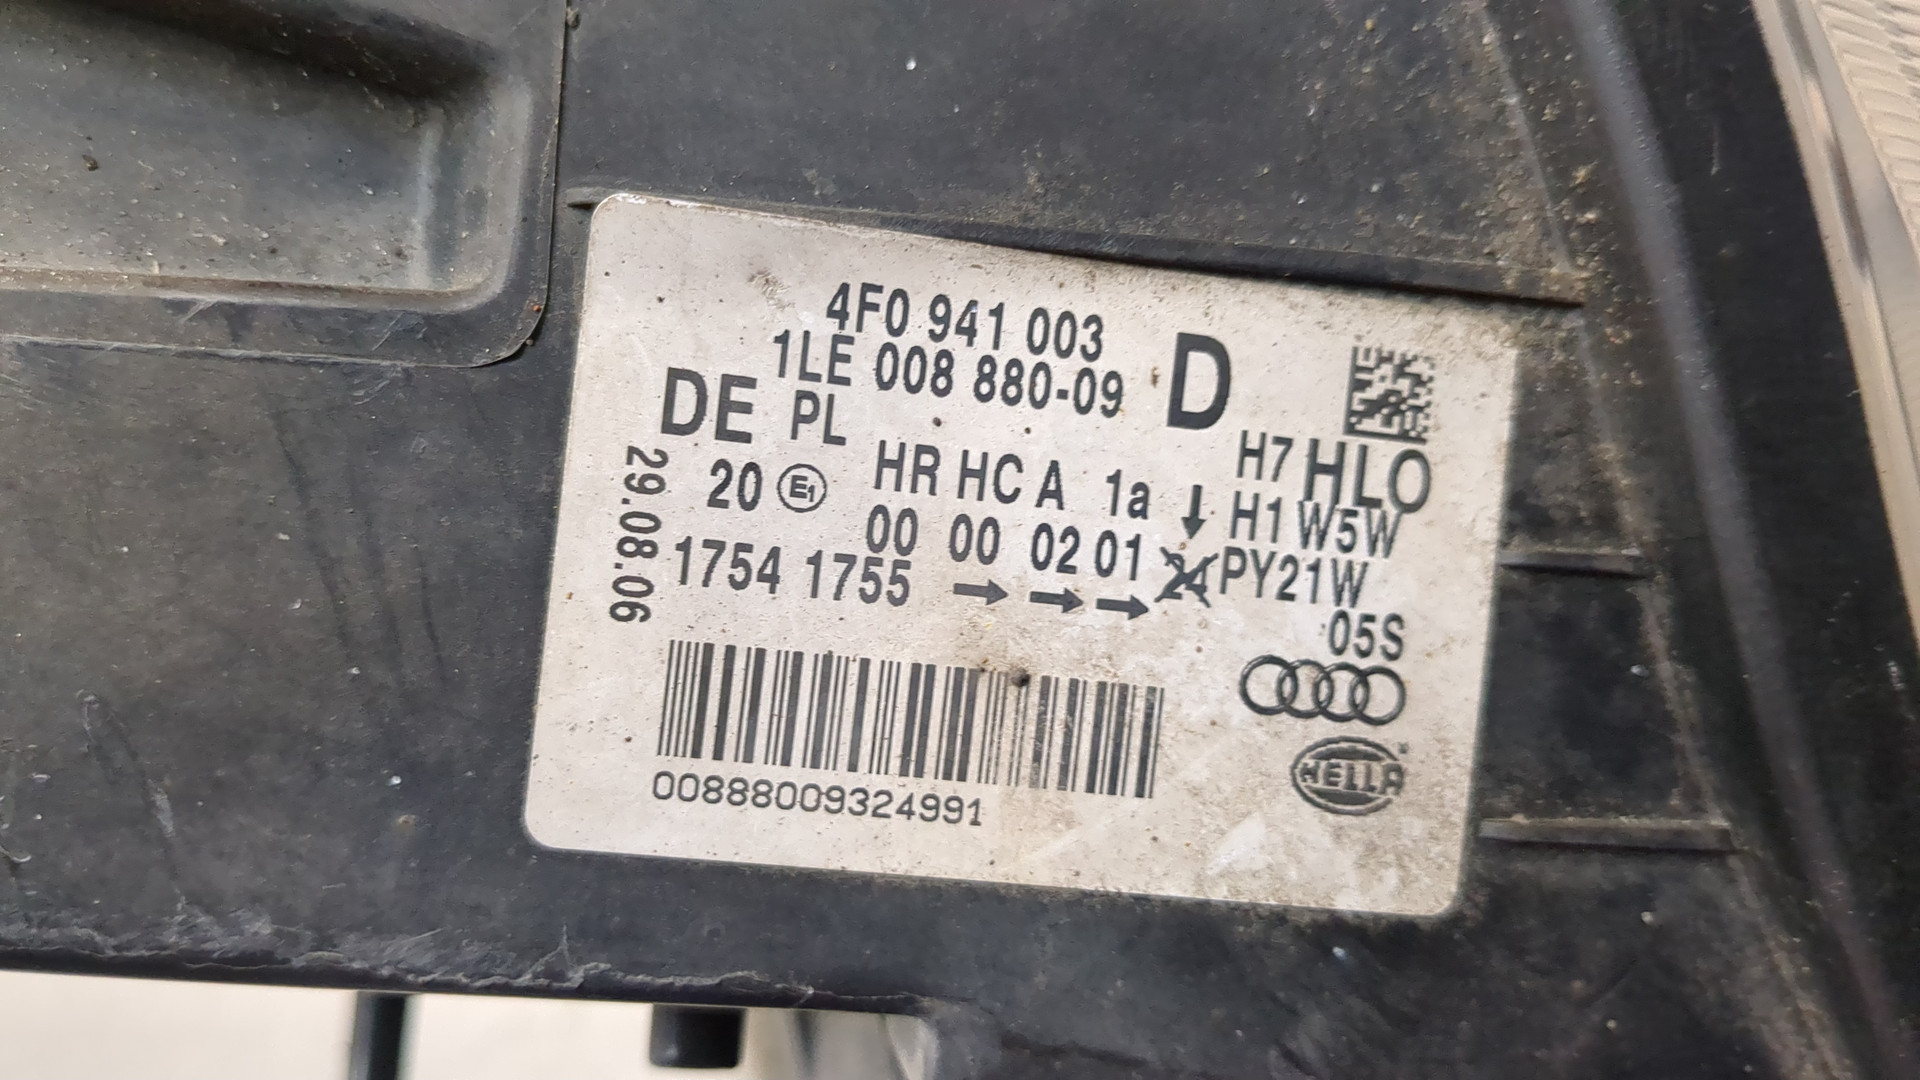 4F0 941 003
1LE 008 880-09
D
DE PL
H7 HLO
20 E1 HR HC A 1a ↓ H1 W5W
00 00 02 01 24 PY21W
1754 1755 → → →
05S
29.08.06
HELLA
00888009324991